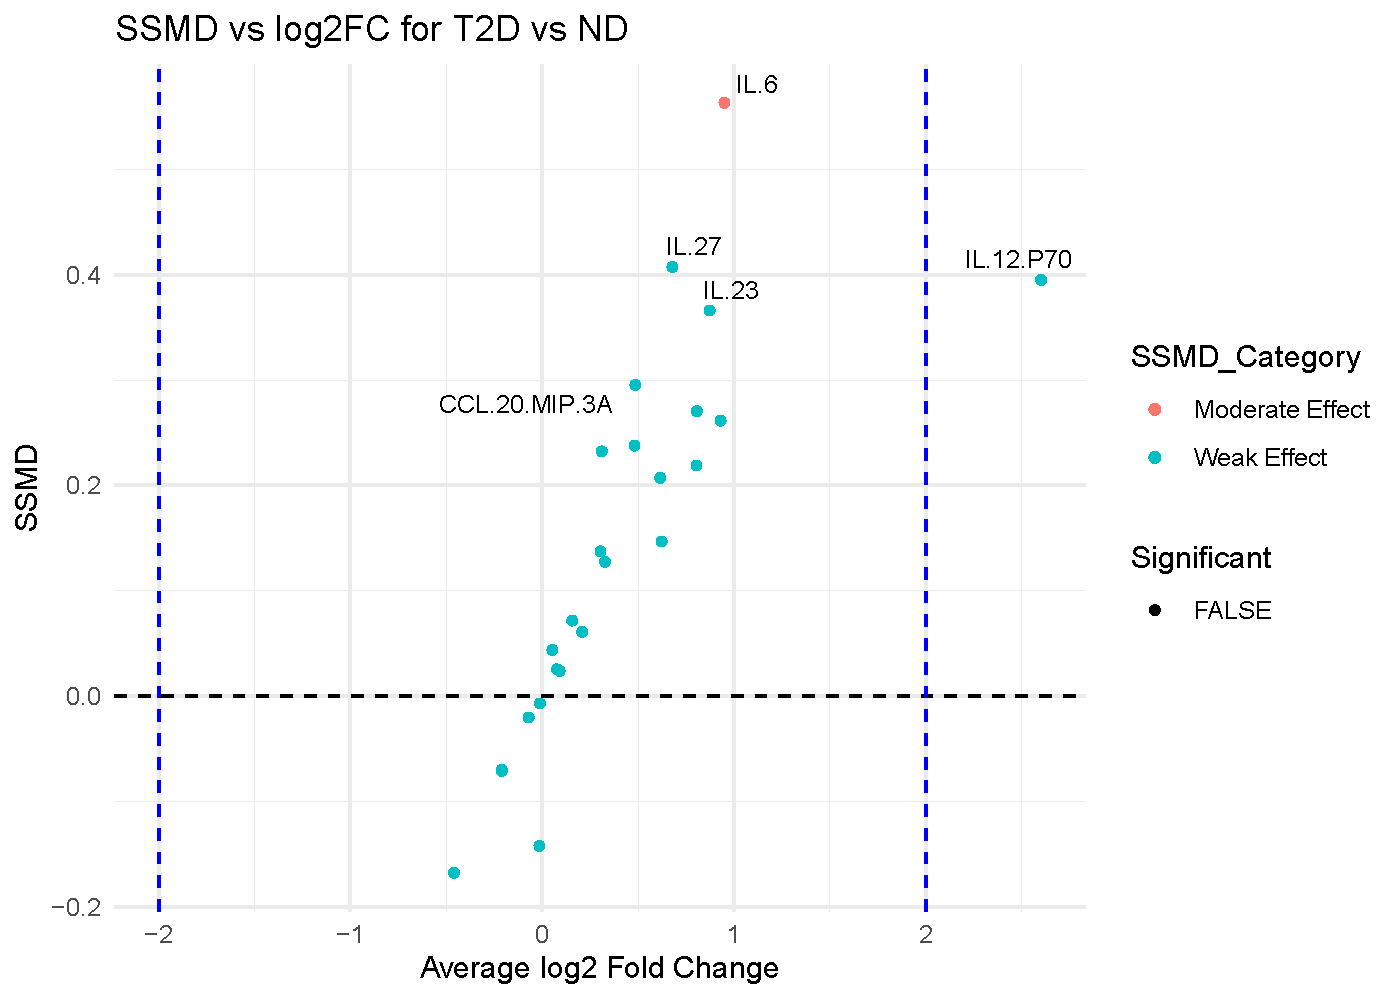 SSMD vs log2FC for T2D vs ND
IL.6
IL.27
IL.12.P70
IL.23
CCL.20.MIP.3A
0.4
0.2
0.0
−0.2
SSMD
−2
−1
0
1
2
Average log2 Fold Change
SSMD_Category
Moderate Effect
Weak Effect
Significant
FALSE